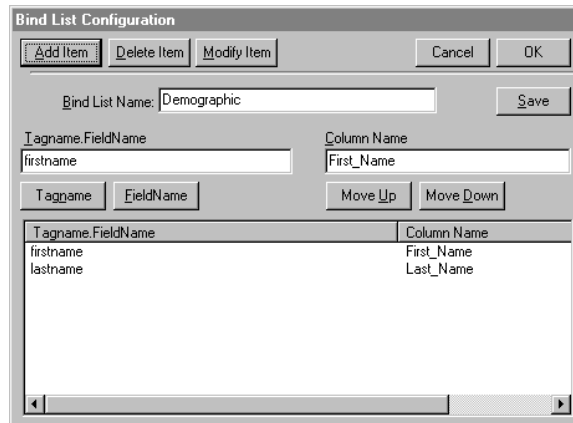 Bind List Configuration
Add Item Delete Item Modify Item Cancel OK
Bind List Name: Demographic Save
Tagname.FieldName Column Name
firstname First_Name
Tagname FieldName Move Up Move Down
Tagname.FieldName Column Name
firstname First_Name
lastname Last_Name